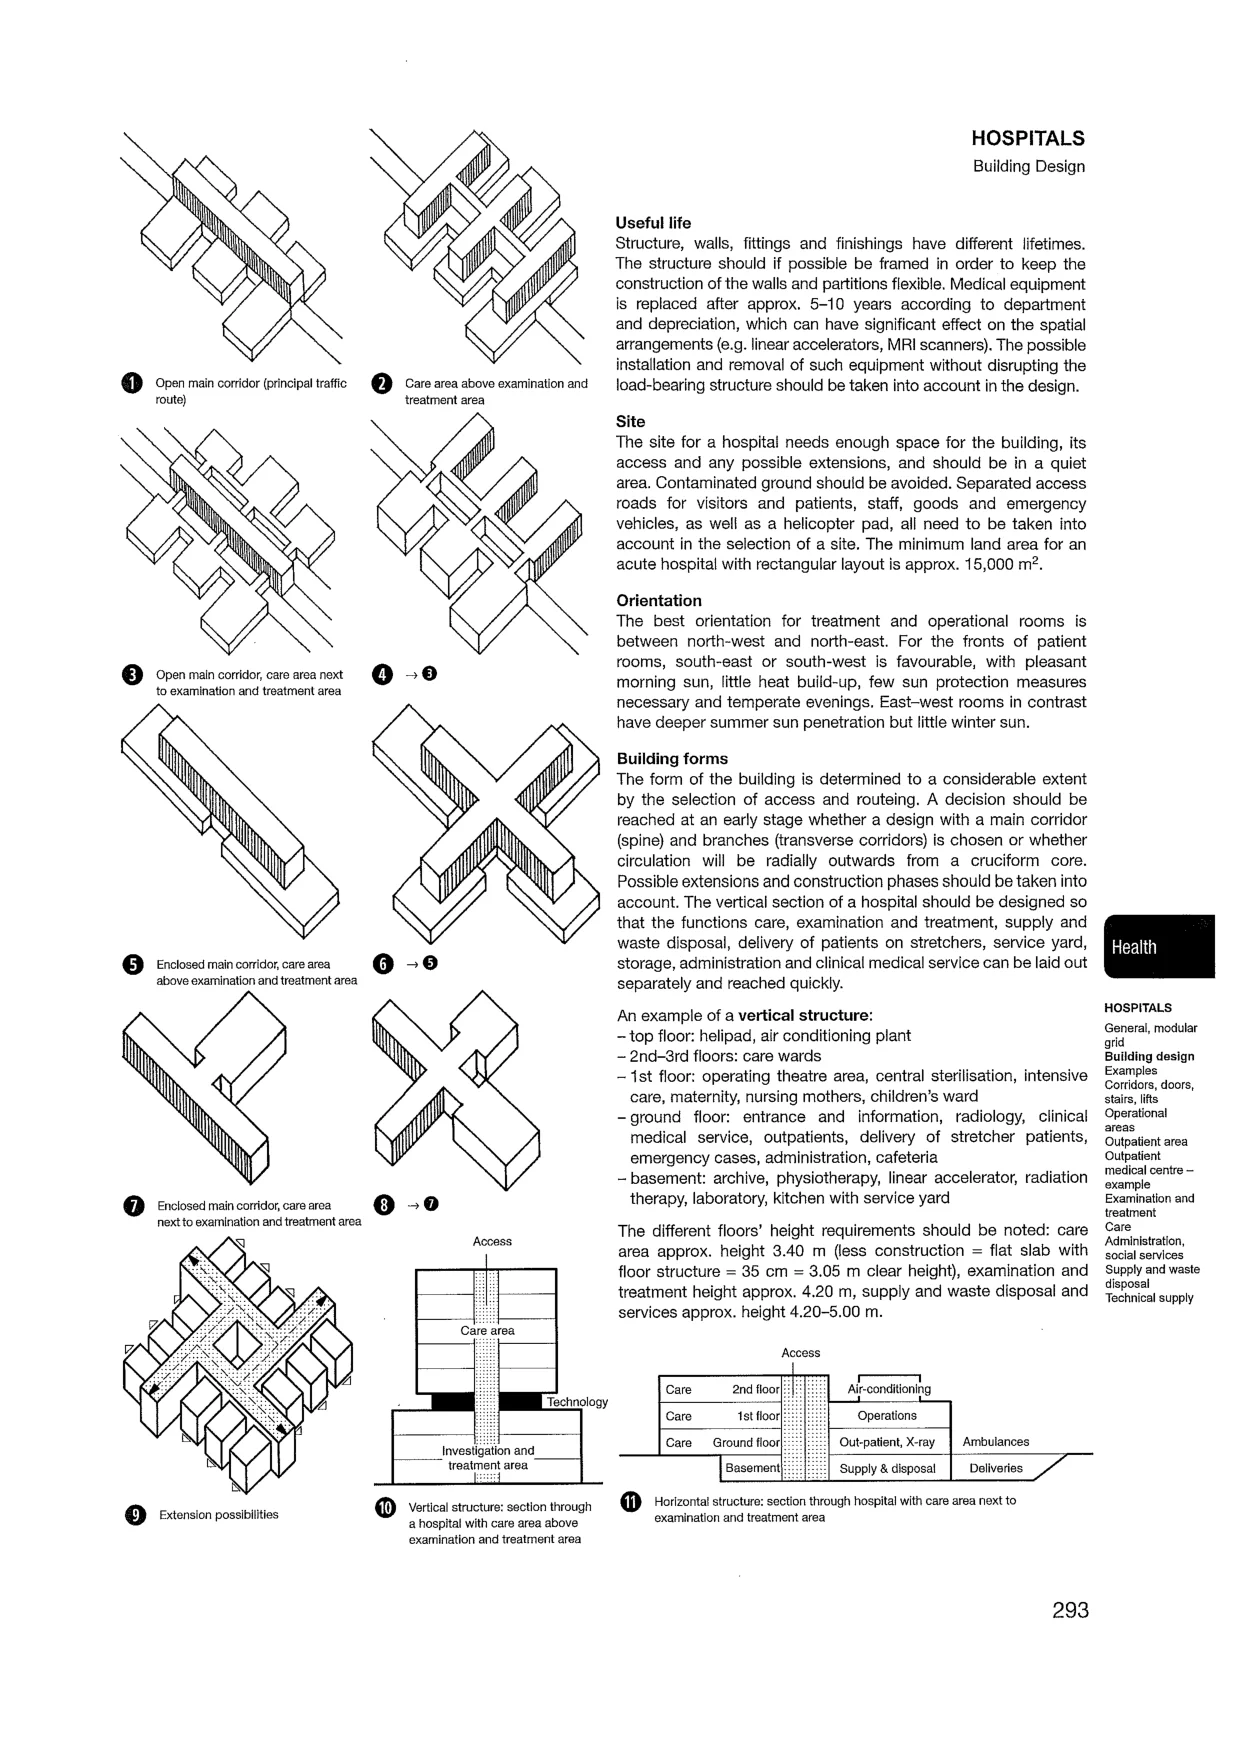 HOSPITALS
Building Design
❶ Open main corridor (principal traffic
route)
❷ Care area above examination and
treatment area
❸ Open main corridor, care area next
to examination and treatment area
❹ → ❸
❺ Enclosed main corridor, care area
above examination and treatment area
❻ → ❺
❼ Enclosed main corridor, care area
next to examination and treatment area
❽ → ❼
❾ Extension possibilities
Access
Care area
Technology
Investigation and
treatment area
❿ Vertical structure: section through
a hospital with care area above
examination and treatment area
Useful life
Structure, walls, fittings and finishings have different lifetimes.
The structure should if possible be framed in order to keep the
construction of the walls and partitions flexible. Medical equipment
is replaced after approx. 5–10 years according to department
and depreciation, which can have significant effect on the spatial
arrangements (e.g. linear accelerators, MRI scanners). The possible
installation and removal of such equipment without disrupting the
load-bearing structure should be taken into account in the design.
Site
The site for a hospital needs enough space for the building, its
access and any possible extensions, and should be in a quiet
area. Contaminated ground should be avoided. Separated access
roads for visitors and patients, staff, goods and emergency
vehicles, as well as a helicopter pad, all need to be taken into
account in the selection of a site. The minimum land area for an
acute hospital with rectangular layout is approx. 15,000 m².
Orientation
The best orientation for treatment and operational rooms is
between north-west and north-east. For the fronts of patient
rooms, south-east or south-west is favourable, with pleasant
morning sun, little heat build-up, few sun protection measures
necessary and temperate evenings. East–west rooms in contrast
have deeper summer sun penetration but little winter sun.
Building forms
The form of the building is determined to a considerable extent
by the selection of access and routeing. A decision should be
reached at an early stage whether a design with a main corridor
(spine) and branches (transverse corridors) is chosen or whether
circulation will be radially outwards from a cruciform core.
Possible extensions and construction phases should be taken into
account. The vertical section of a hospital should be designed so
that the functions care, examination and treatment, supply and
waste disposal, delivery of patients on stretchers, service yard,
storage, administration and clinical medical service can be laid out
separately and reached quickly.
An example of a vertical structure:
– top floor: helipad, air conditioning plant
– 2nd–3rd floors: care wards
– 1st floor: operating theatre area, central sterilisation, intensive
care, maternity, nursing mothers, children's ward
– ground floor: entrance and information, radiology, clinical
medical service, outpatients, delivery of stretcher patients,
emergency cases, administration, cafeteria
– basement: archive, physiotherapy, linear accelerator, radiation
therapy, laboratory, kitchen with service yard
The different floors' height requirements should be noted: care
area approx. height 3.40 m (less construction = flat slab with
floor structure = 35 cm = 3.05 m clear height), examination and
treatment height approx. 4.20 m, supply and waste disposal and
services approx. height 4.20–5.00 m.
Access
Care 2nd floor Air-conditioning
Care 1st floor Operations
Care Ground floor Out-patient, X-ray Ambulances
Basement Supply & disposal Deliveries
⓫ Horizontal structure: section through hospital with care area next to
examination and treatment area
Health
HOSPITALS
General, modular
grid
Building design
Examples
Corridors, doors,
stairs, lifts
Operational
areas
Outpatient area
Outpatient
medical centre –
example
Examination and
treatment
Care
Administration,
social services
Supply and waste
disposal
Technical supply
293